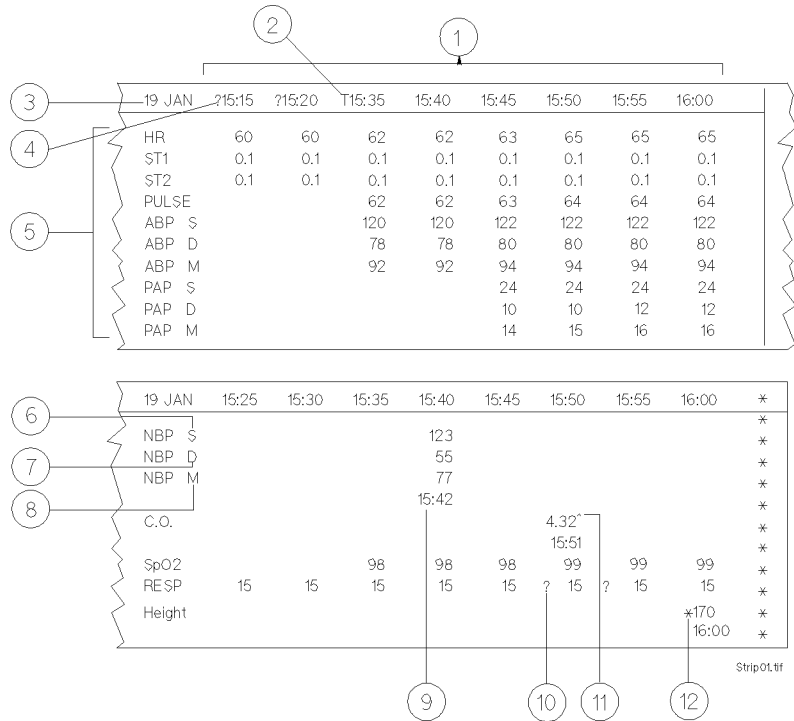 2
1
3
19 JAN ?15:15 ?15:20 T15:35 15:40 15:45 15:50 15:55 16:00
4
HR 60 60 62 62 63 65 65 65
ST1 0.1 0.1 0.1 0.1 0.1 0.1 0.1 0.1
ST2 0.1 0.1 0.1 0.1 0.1 0.1 0.1 0.1
PULSE 62 62 63 64 64 64
5
ABP S 120 120 122 122 122 122
ABP D 78 78 80 80 80 80
ABP M 92 92 94 94 94 94
PAP S 24 24 24 24
PAP D 10 10 12 12
PAP M 14 15 16 16
19 JAN 15:25 15:30 15:35 15:40 15:45 15:50 15:55 16:00 *
*
6
NBP S 123 *
7
NBP D 55 *
NBP M 77 *
8
15:42 *
C.O. 4.32^ *
15:51 *
SpO2 98 98 98 99 99 99 *
RESP 15 15 15 15 15 ? 15 ? 15 15 *
Height *170 *
16:00 *
Strip01.tif
9
10
11
12